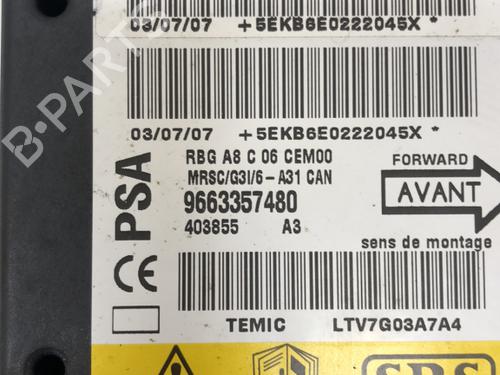 03/07/07 +5EKB6E0222045X *
03/07/07 +5EKB6E0222045X *
PSA
CE
RBG A8 C 06 CEM00
MRSC/G3I/6-A31 CAN
9663357480
403855 A3
FORWARD
AVANT
sens de montage
TEMIC LTV7G03A7A4
SRS